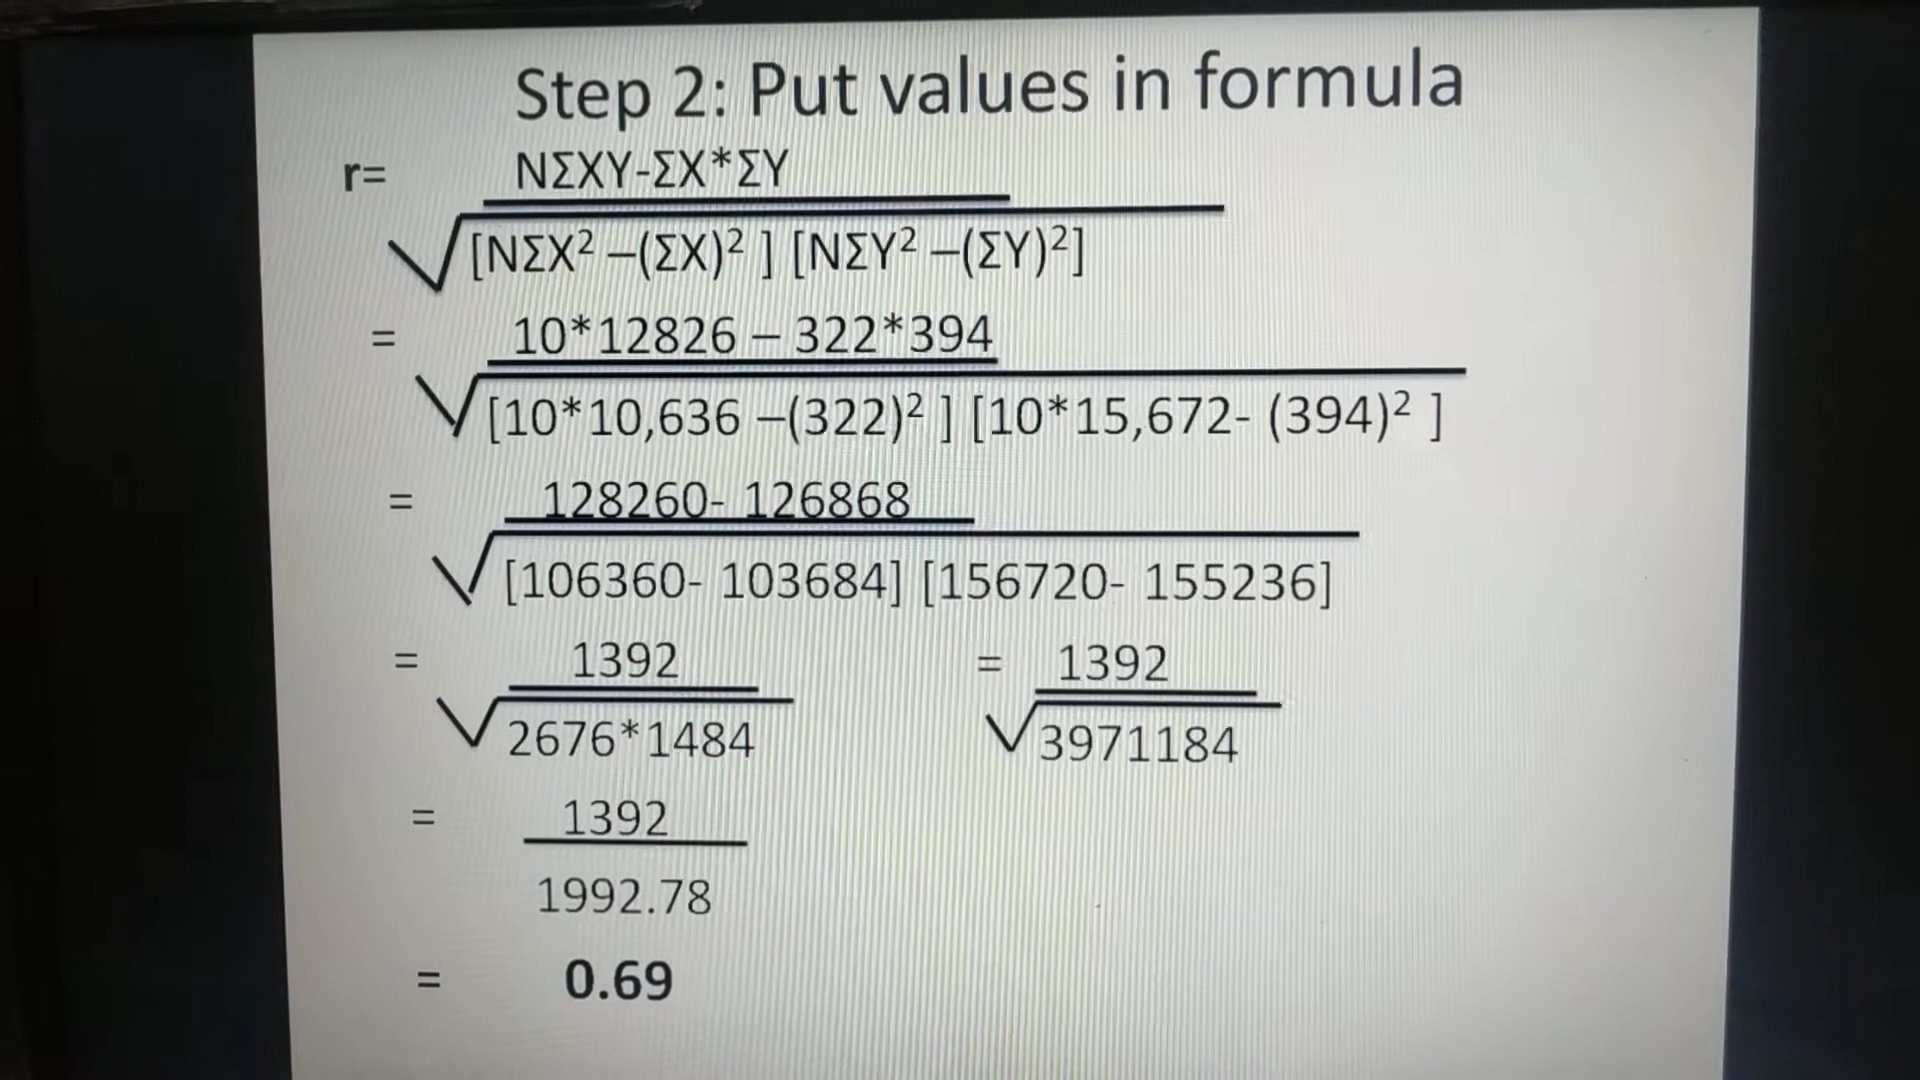 Step 2: Put values in formula
r= NΣXY-ΣX*ΣY
√[NΣX² –(ΣX)² ] [NΣY² –(ΣY)²]
= 10*12826 – 322*394
√[10*10,636 –(322)² ] [10*15,672- (394)² ]
= 128260- 126868
√[106360- 103684] [156720- 155236]
= 1392 = 1392
√2676*1484 √3971184
= 1392
1992.78
= 0.69